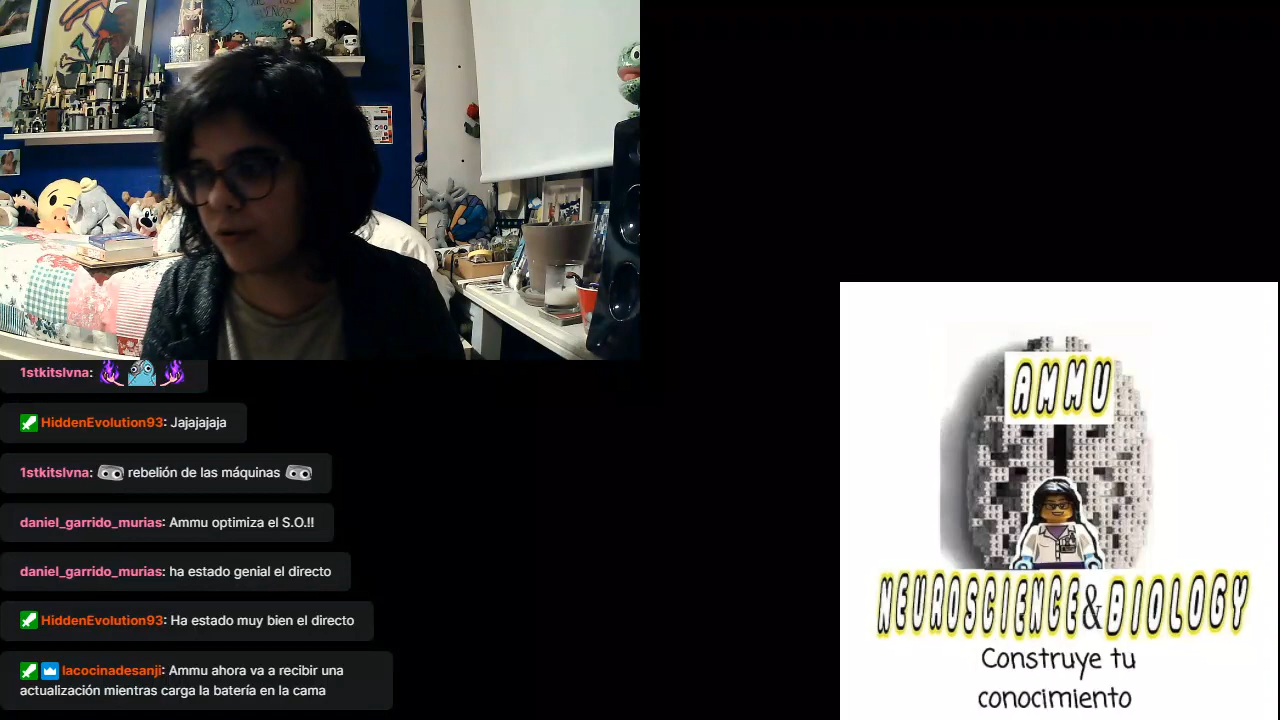 1stkitslvna:
HiddenEvolution93: Jajajajaja
1stkitslvna: rebelión de las máquinas
daniel_garrido_murias: Ammu optimiza el S.O.!!
daniel_garrido_murias: ha estado genial el directo
HiddenEvolution93: Ha estado muy bien el directo
lacocinadesanji: Ammu ahora va a recibir una
actualización mientras carga la batería en la cama
AMMU
NEUROSCIENCE&BIOLOGY
Construye tu
conocimiento